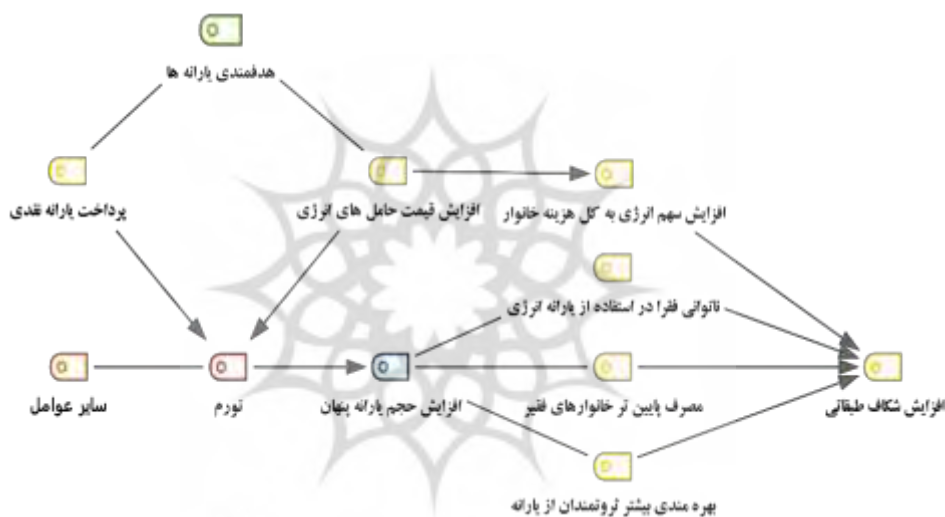 هدفمندی یارانه ها
پرداخت یارانه نقدی
افزایش قیمت حامل های انرژی
افزایش سهم انرژی به کل هزینه خانوار
ناتوانی فقرا در استفاده از یارانه انرژی
سایر عوامل
تورم
افزایش حجم یارانه پنهان
مصرف پایین تر خانوارهای فقیر
افزایش شکاف طبقاتی
بهره مندی بیشتر ثروتمندان از یارانه